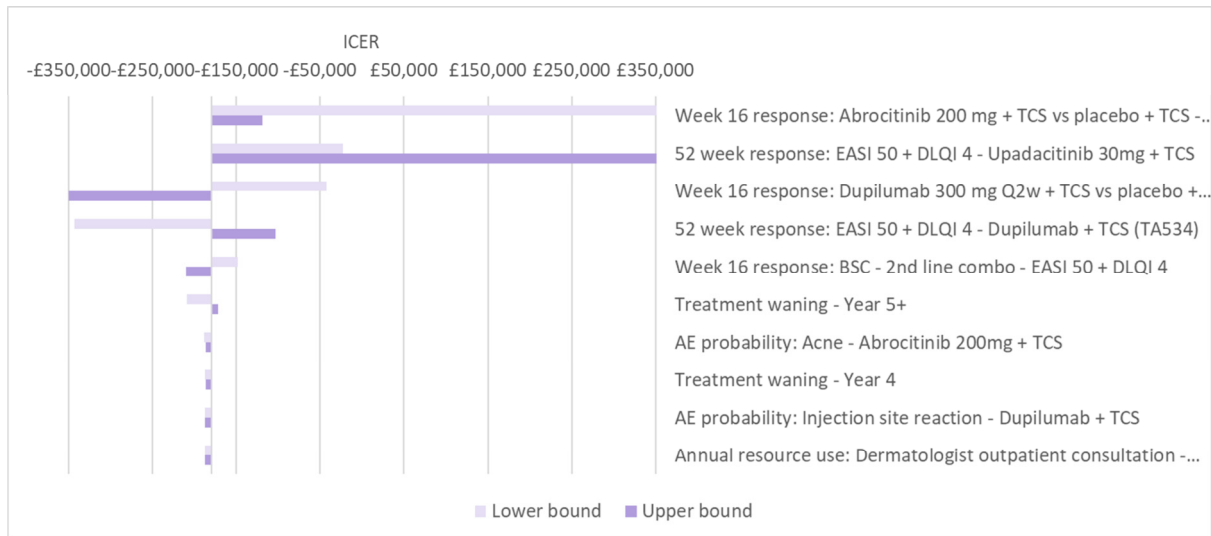 ICER
-£350,000 -£250,000 -£150,000 -£50,000 £50,000 £150,000 £250,000 £350,000
Week 16 response: Abrocitinib 200 mg + TCS vs placebo + TCS -...
52 week response: EASI 50 + DLQI 4 - Upadacitinib 30mg + TCS
Week 16 response: Dupilumab 300 mg Q2w + TCS vs placebo +...
52 week response: EASI 50 + DLQI 4 - Dupilumab + TCS (TA534)
Week 16 response: BSC - 2nd line combo - EASI 50 + DLQI 4
Treatment waning - Year 5+
AE probability: Acne - Abrocitinib 200mg + TCS
Treatment waning - Year 4
AE probability: Injection site reaction - Dupilumab + TCS
Annual resource use: Dermatologist outpatient consultation -...
Lower bound Upper bound